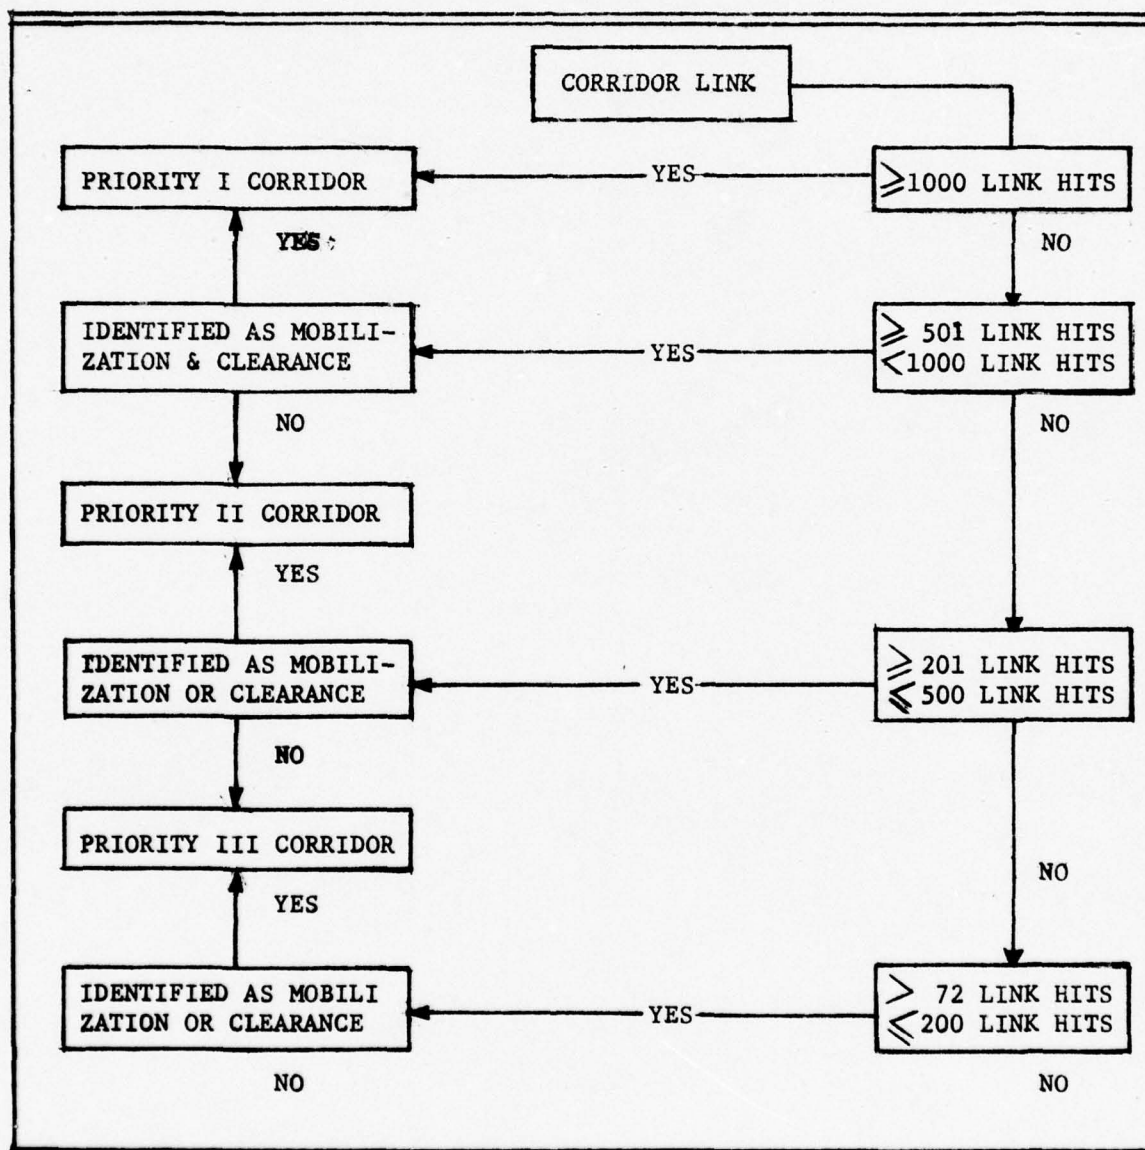 CORRIDOR LINK
PRIORITY I CORRIDOR
YES
≥1000 LINK HITS
YES
NO
IDENTIFIED AS MOBILI-
ZATION & CLEARANCE
YES
≥ 501 LINK HITS
<1000 LINK HITS
NO
NO
PRIORITY II CORRIDOR
YES
IDENTIFIED AS MOBILI-
ZATION OR CLEARANCE
YES
≥ 201 LINK HITS
≤ 500 LINK HITS
NO
PRIORITY III CORRIDOR
NO
YES
IDENTIFIED AS MOBILI
ZATION OR CLEARANCE
YES
> 72 LINK HITS
≤ 200 LINK HITS
NO
NO